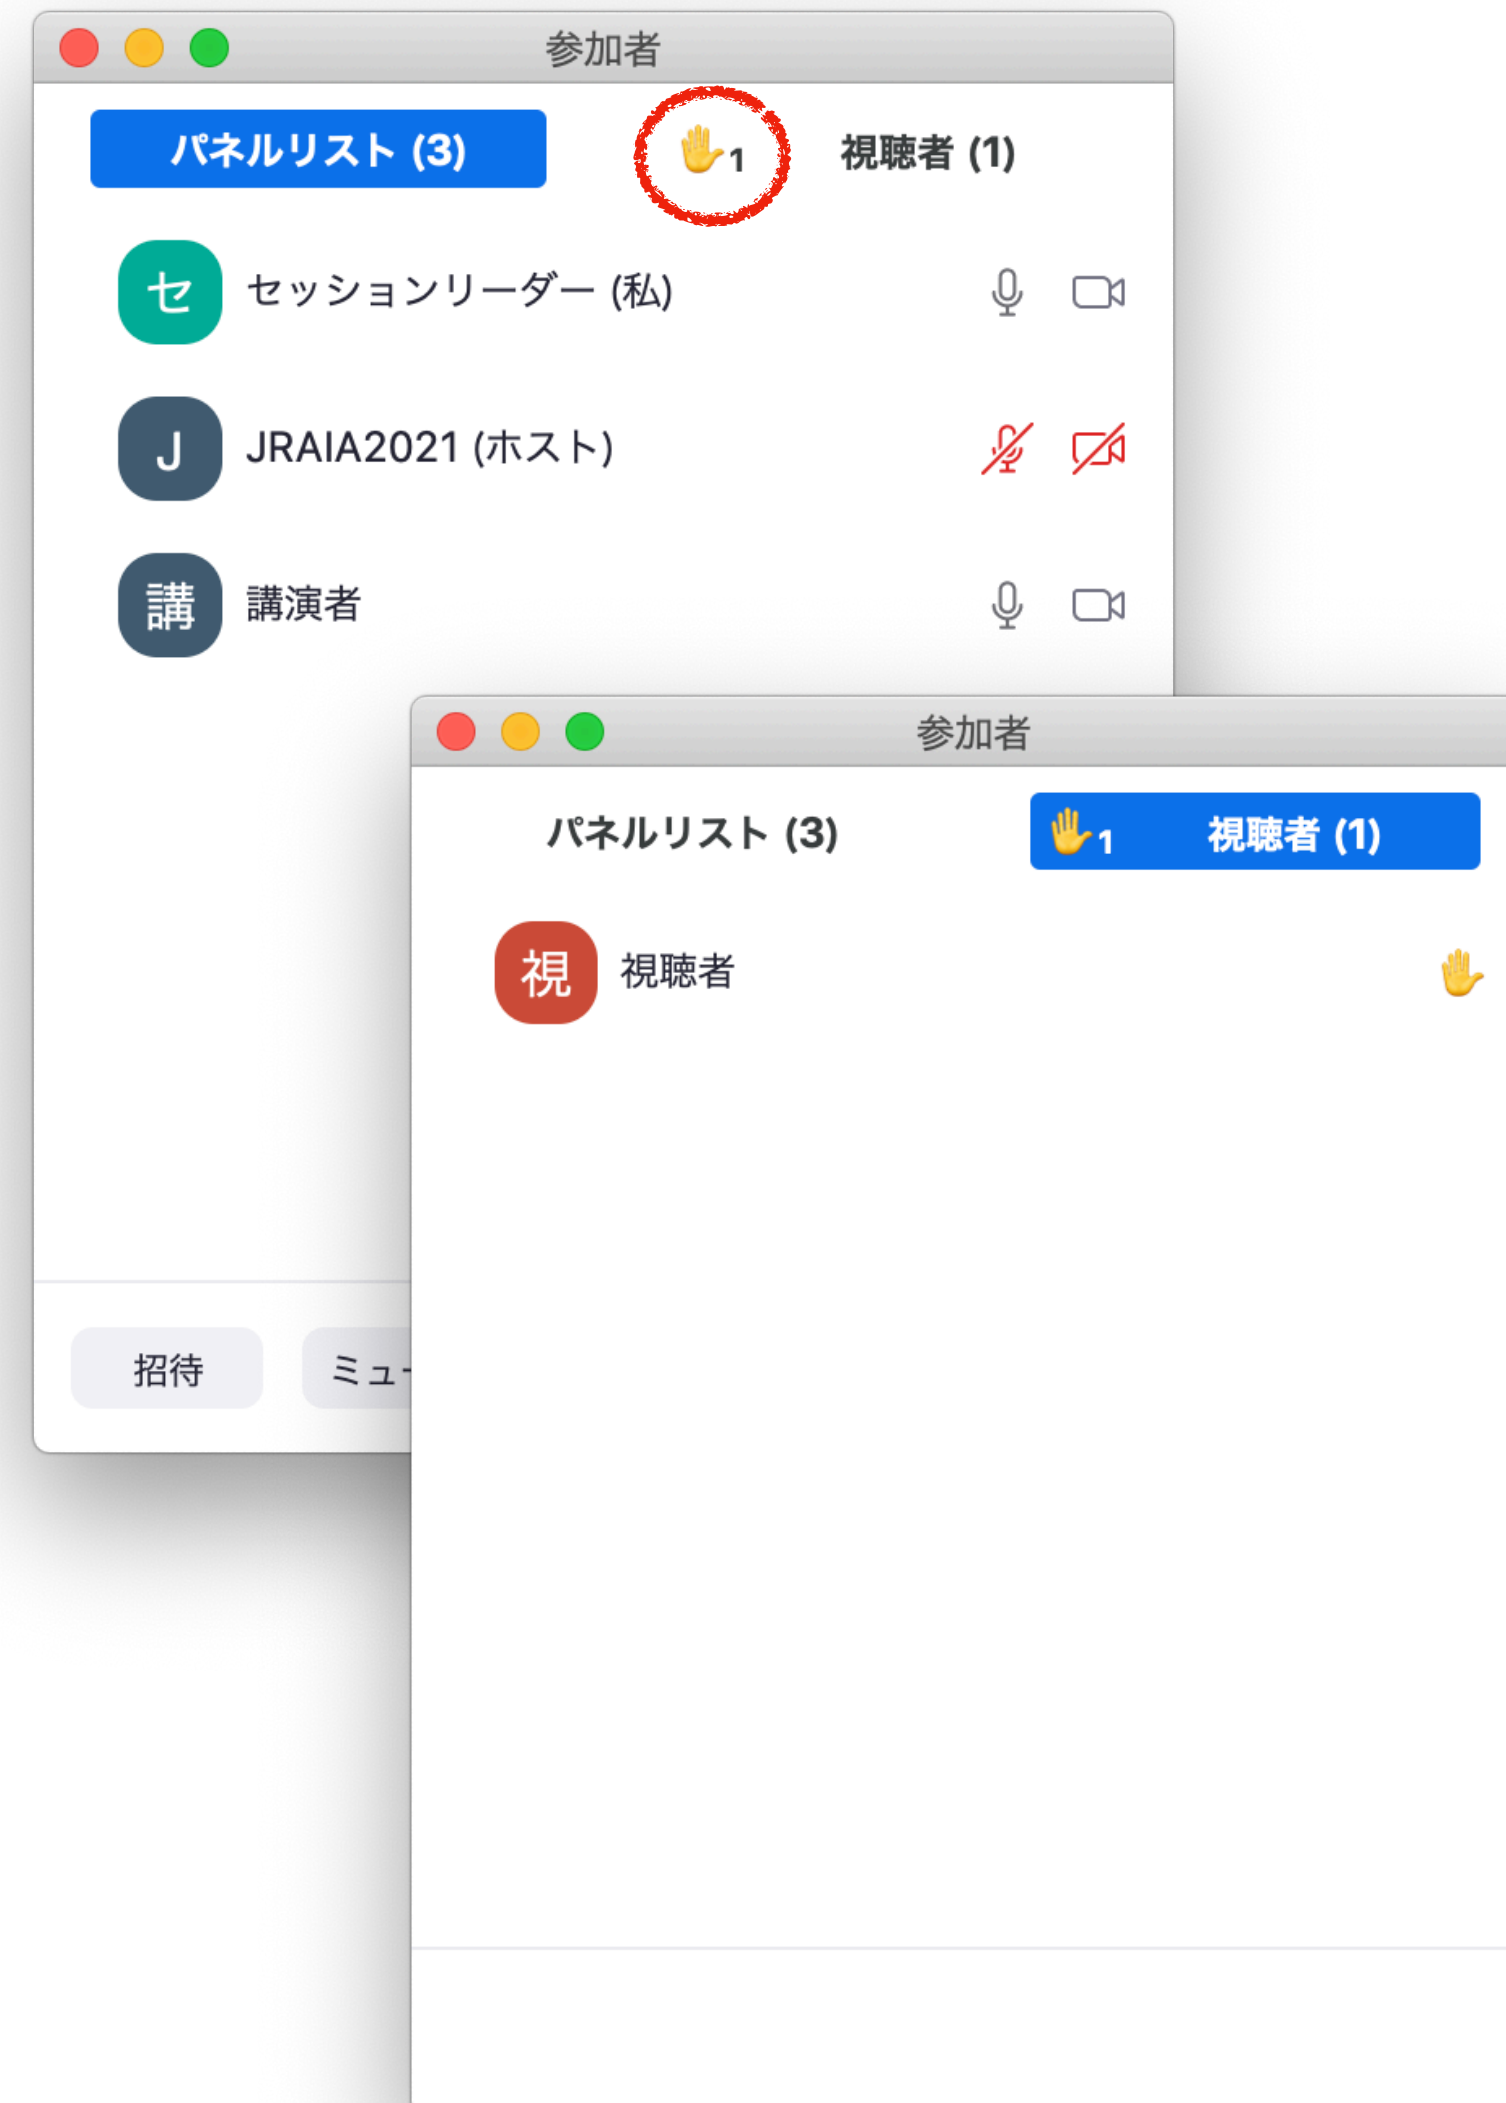 参加者
パネルリスト (3)
✋1 視聴者 (1)
セ セッションリーダー (私)
J JRAIA2021 (ホスト)
講 講演者
招待
ミュー
参加者
パネルリスト (3)
✋1 視聴者 (1)
視 視聴者 ✋